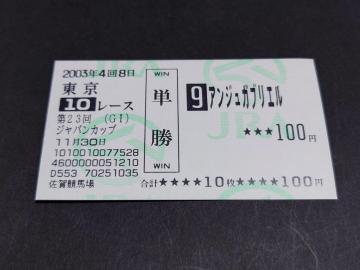 2003年4回8日
東京
10レース
第23回 (GI)
ジャパンカップ
11月30日
1010010077528
4600000051210
D553 70251035
佐賀競馬場
WIN
単勝
WIN
9 アンジュガブリエル
★★★100円
合計★★★★10枚★★★★100円
JRA
JRA